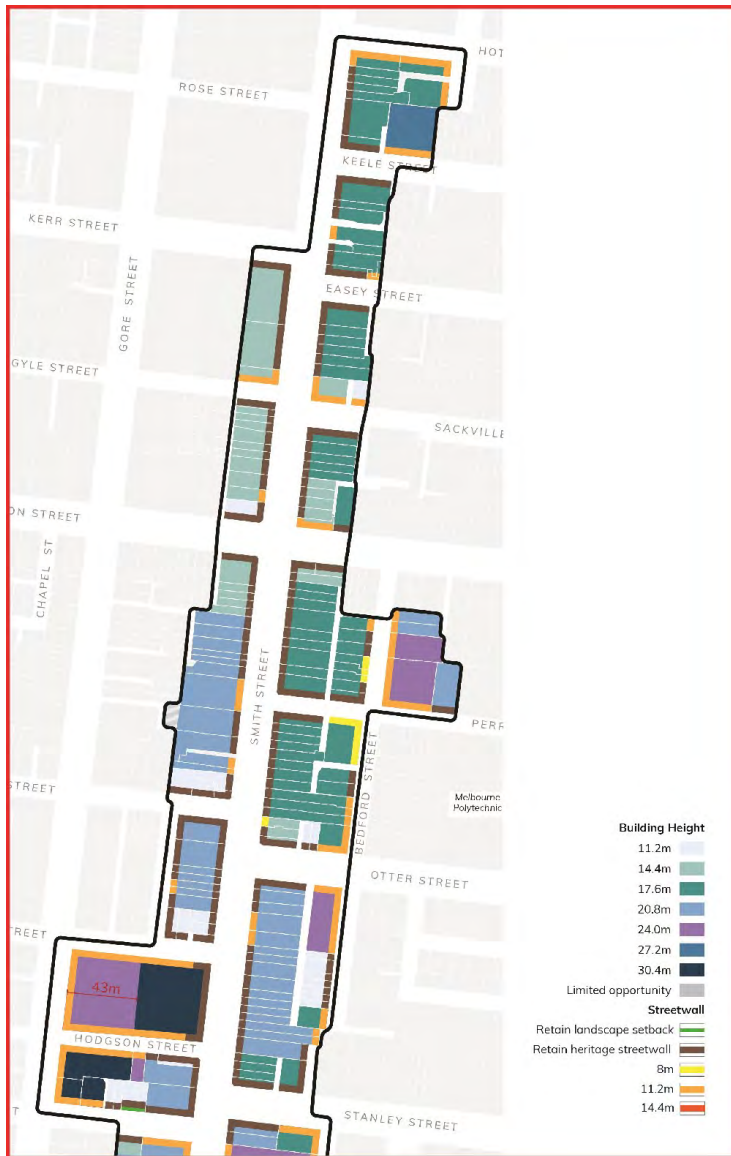 HOT
ROSE STREET
KEELE STREET
KERR STREET
GORE STREET
EASEY STREET
GYLE STREET
SACKVILLE
ON STREET
CHAPEL ST
SMITH STREET
PERR
BEDFORD STREET
STREET
Melbourne
Polytechnic
OTTER STREET
REET
43m
HODGSON STREET
STANLEY STREET
T
Building Height
11.2m
14.4m
17.6m
20.8m
24.0m
27.2m
30.4m
Limited opportunity
Streetwall
Retain landscape setback
Retain heritage streetwall
8m
11.2m
14.4m